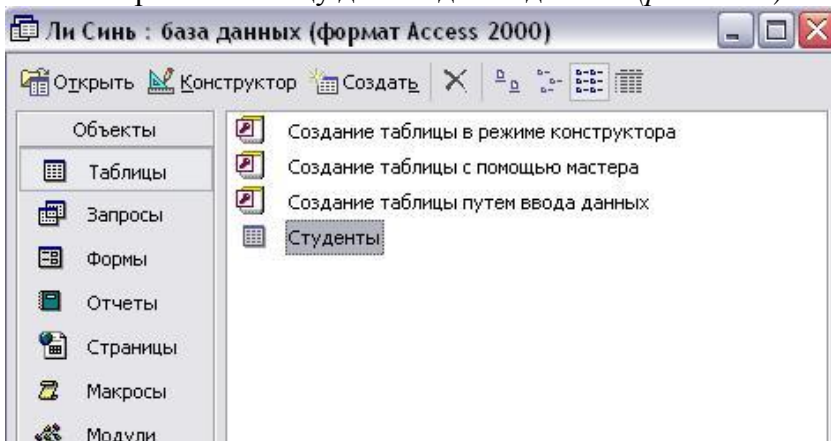 Ли Синь : база данных (формат Access 2000)
Открыть Конструктор Создать
Объекты
Таблицы
Запросы
Формы
Отчеты
Страницы
Макросы
Модули
Создание таблицы в режиме конструктора
Создание таблицы с помощью мастера
Создание таблицы путем ввода данных
Студенты